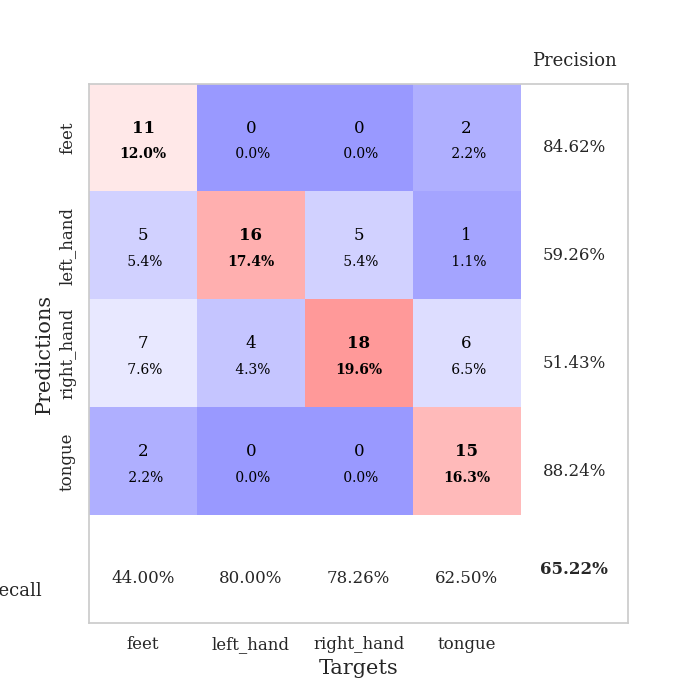 Precision
feet
11 0 0 2 84.62%
12.0% 0.0% 0.0% 2.2%
left_hand
5 16 5 1 59.26%
5.4% 17.4% 5.4% 1.1%
Predictions
right_hand
7 4 18 6 51.43%
7.6% 4.3% 19.6% 6.5%
tongue
2 0 0 15 88.24%
2.2% 0.0% 0.0% 16.3%
ecall
44.00% 80.00% 78.26% 62.50% 65.22%
feet left_hand right_hand tongue
Targets